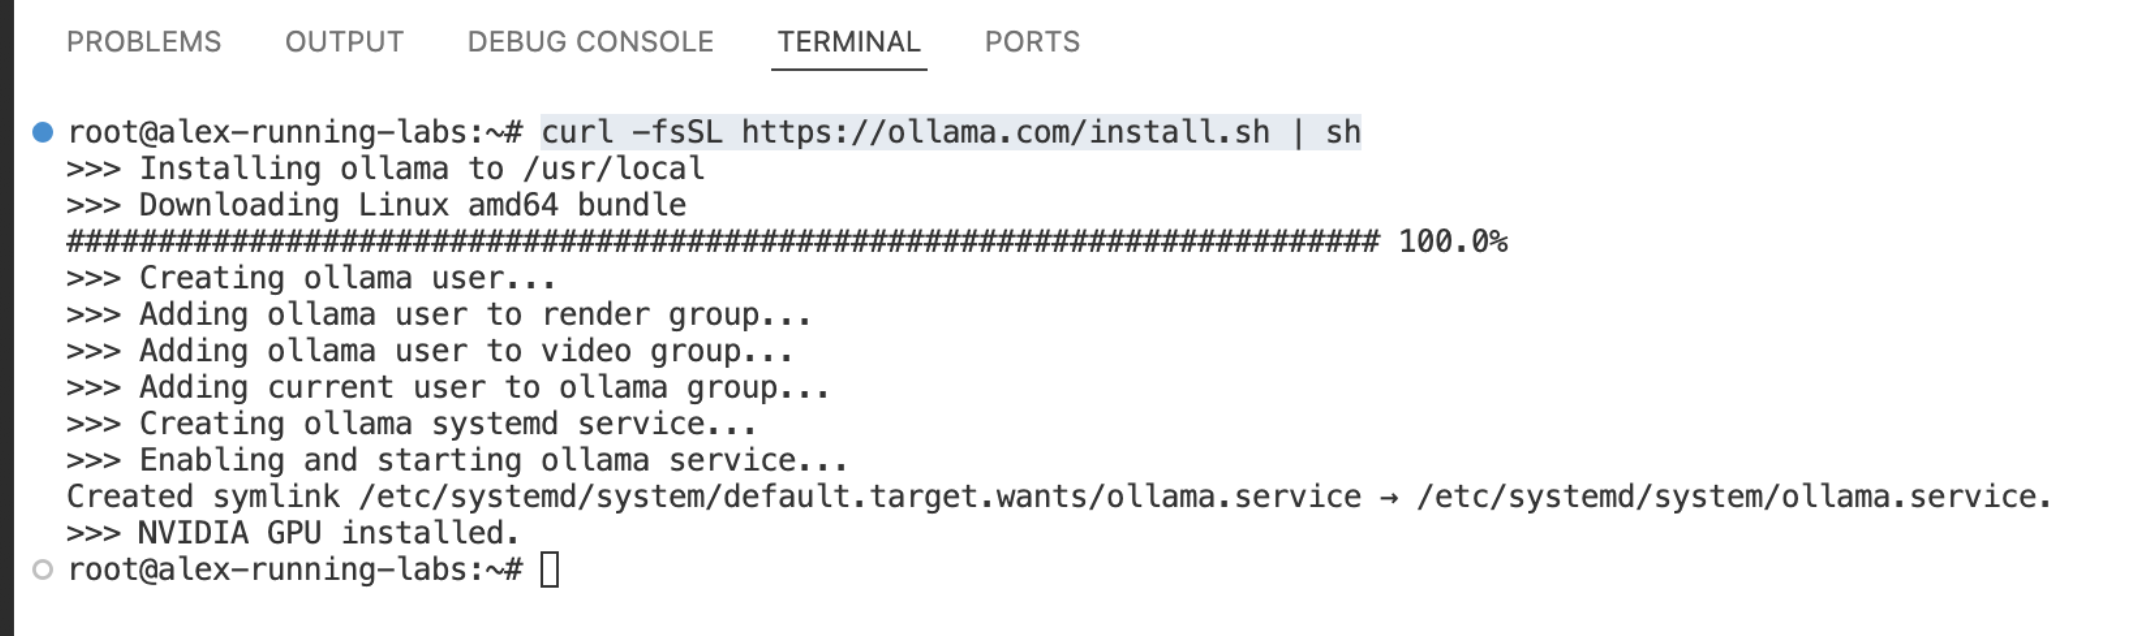 PROBLEMS OUTPUT DEBUG CONSOLE TERMINAL PORTS
root@alex-running-labs:~# curl -fsSL https://ollama.com/install.sh | sh
>>> Installing ollama to /usr/local
>>> Downloading Linux amd64 bundle
######################################################################## 100.0%
>>> Creating ollama user...
>>> Adding ollama user to render group...
>>> Adding ollama user to video group...
>>> Adding current user to ollama group...
>>> Creating ollama systemd service...
>>> Enabling and starting ollama service...
Created symlink /etc/systemd/system/default.target.wants/ollama.service → /etc/systemd/system/ollama.service.
>>> NVIDIA GPU installed.
root@alex-running-labs:~#